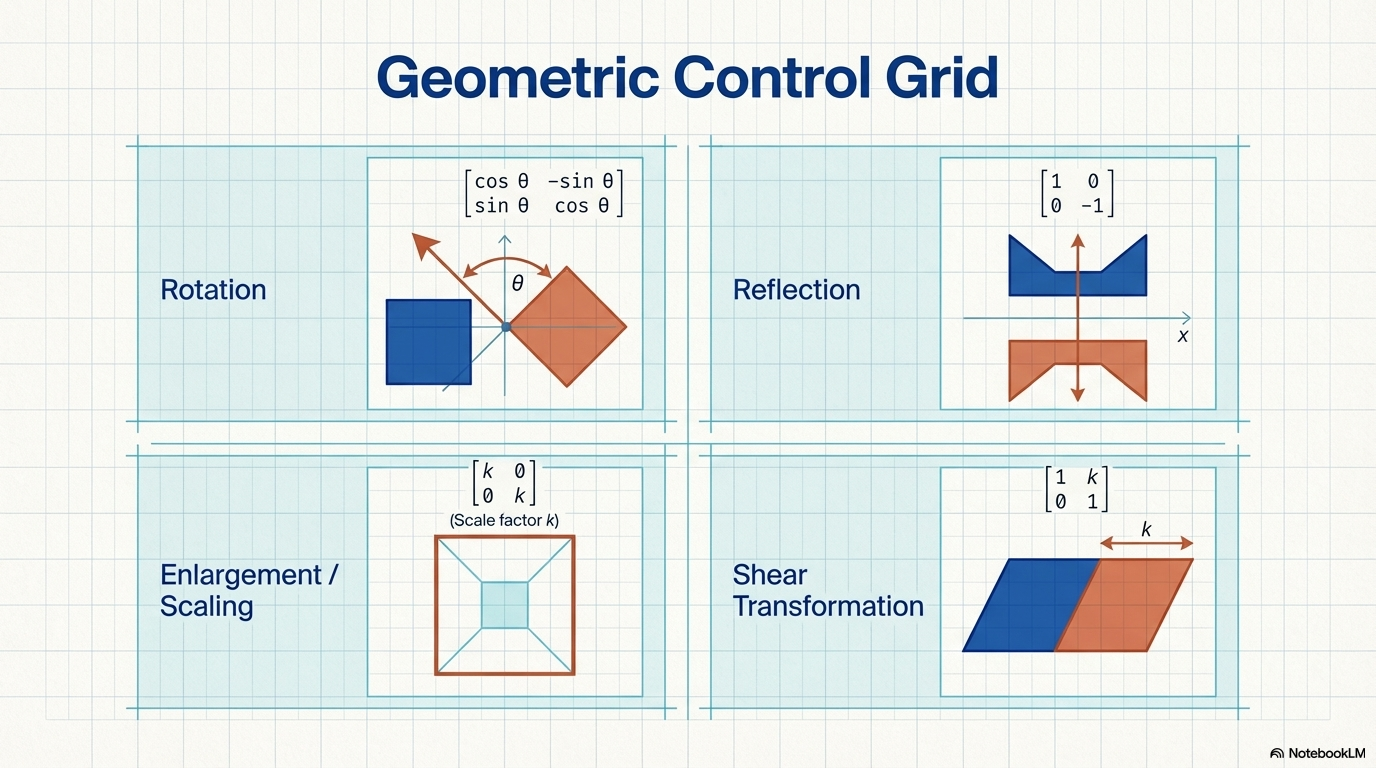 Geometric Control Grid
Rotation
[cos θ −sin θ]
[sin θ cos θ]
θ
Reflection
[1 0]
[0 −1]
x
Enlargement /
Scaling
[k 0]
[0 k]
(Scale factor k)
Shear
Transformation
[1 k]
[0 1]
k
NotebookLM